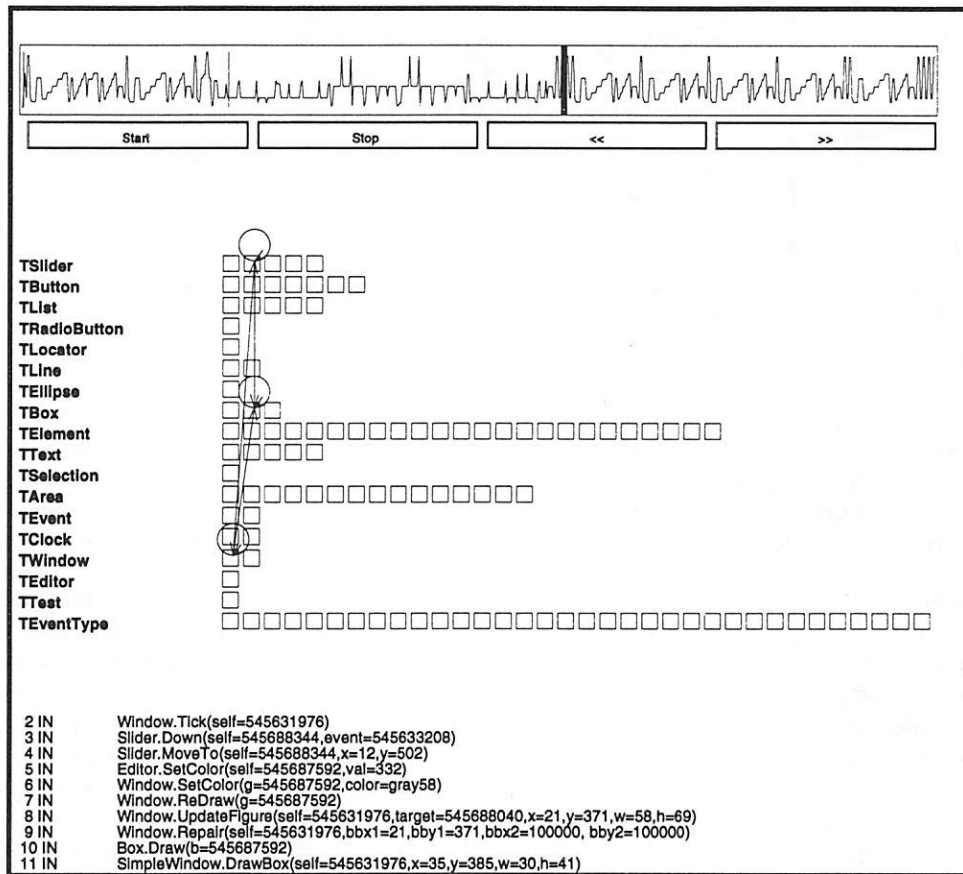 Start Stop << >>
TSlider
TButton
TList
TRadioButton
TLocator
TLine
TEllipse
TBox
TElement
TText
TSelection
TArea
TEvent
TClock
TWindow
TEditor
TTest
TEventType
2 IN Window.Tick(self=545631976)
3 IN Slider.Down(self=545688344,event=545633208)
4 IN Slider.MoveTo(self=545688344,x=12,y=502)
5 IN Editor.SetColor(self=545687592,val=332)
6 IN Window.SetColor(g=545687592,color=gray58)
7 IN Window.ReDraw(g=545687592)
8 IN Window.UpdateFigure(self=545631976,target=545688040,x=21,y=371,w=58,h=69)
9 IN Window.Repair(self=545631976,bbx1=21,bby1=371,bbx2=100000, bby2=100000)
10 IN Box.Draw(b=545687592)
11 IN SimpleWindow.DrawBox(self=545631976,x=35,y=385,w=30,h=41)